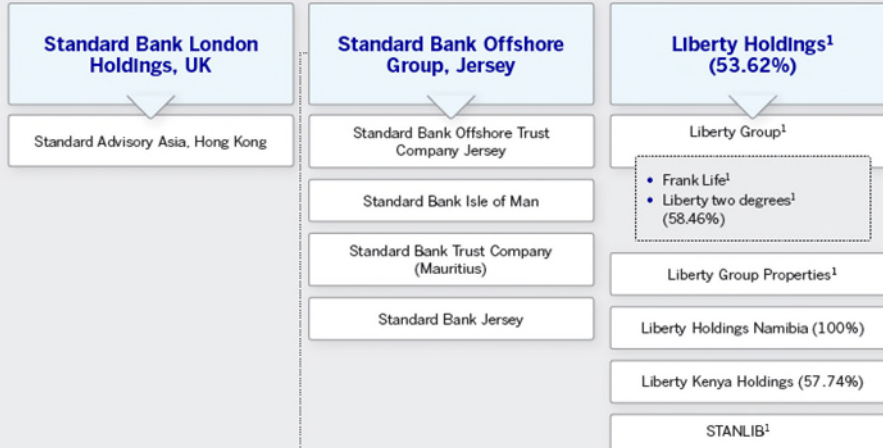 Standard Bank London
Holdings, UK
Standard Advisory Asia, Hong Kong
Standard Bank Offshore
Group, Jersey
Standard Bank Offshore Trust
Company Jersey
Standard Bank Isle of Man
Standard Bank Trust Company
(Mauritius)
Standard Bank Jersey
Liberty Holdings¹
(53.62%)
Liberty Group¹
• Frank Life¹
• Liberty two degrees¹
(58.46%)
Liberty Group Properties¹
Liberty Holdings Namibia (100%)
Liberty Kenya Holdings (57.74%)
STANLIB¹